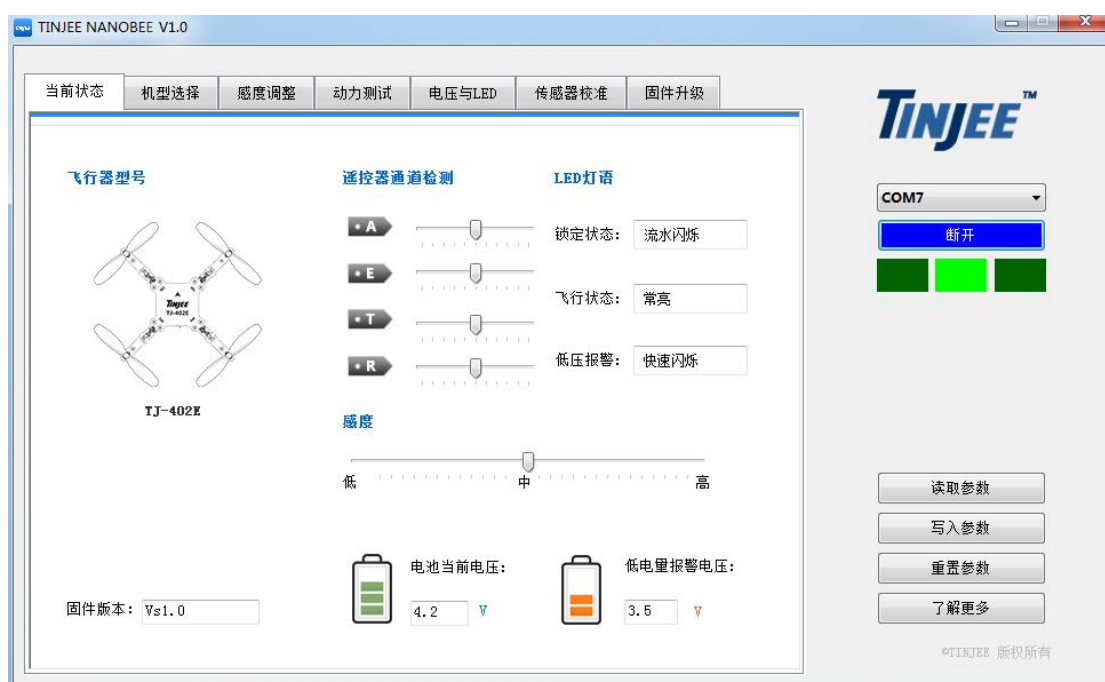 TINJEE NANOBEE V1.0
当前状态 机型选择 感度调整 动力测试 电压与LED 传感器校准 固件升级
TINJEE™
飞行器型号 遥控器通道检测 LED灯语
COM7
A
锁定状态: 流水闪烁
断开
E
飞行状态: 常亮
TINJEE
TJ-402E
T
低压报警: 快速闪烁
R
TJ-402E
感度
低 中 高
读取参数
写入参数
电池当前电压: 低电量报警电压:
重置参数
固件版本: Vs1.0 4.2 V 3.5 V
了解更多
©TINJEE 版权所有